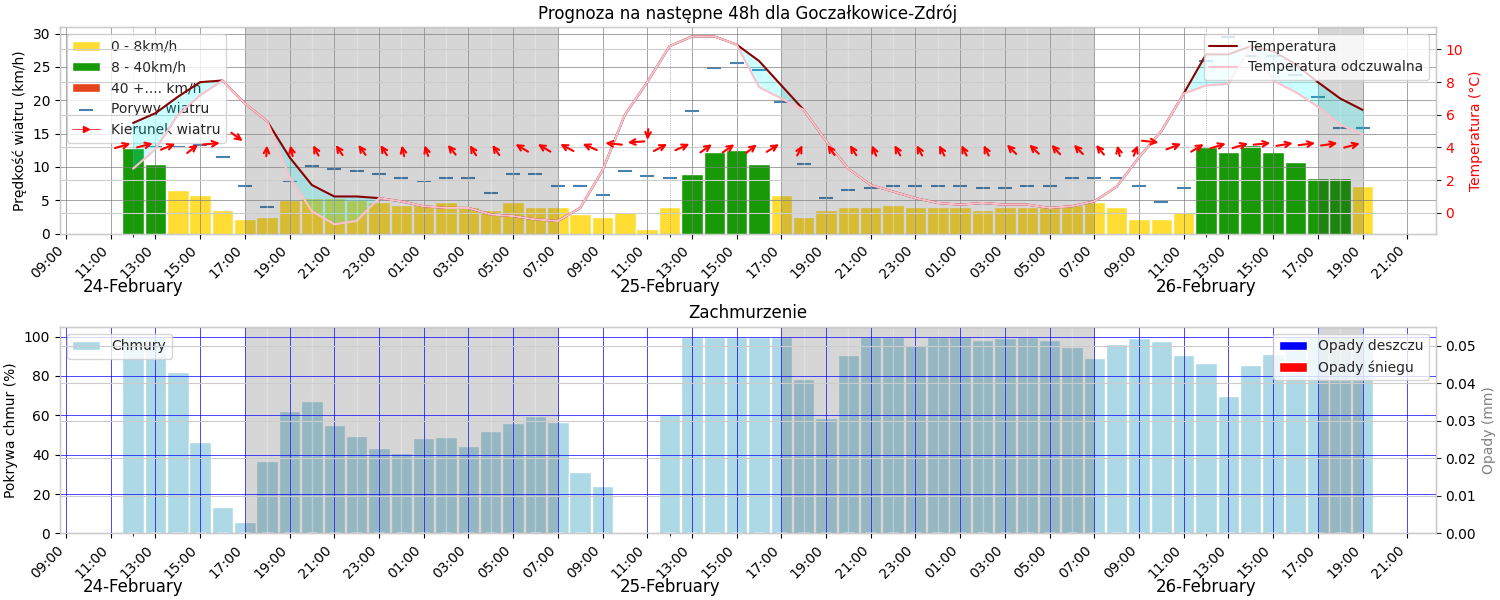 Prognoza na następne 48h dla Goczałkowice-Zdrój
Prędkość wiatru (km/h)
30
25
20
15
10
5
0
0 - 8km/h
8 - 40km/h
40 +.... km/h
Porywy wiatru
Kierunek wiatru
Temperatura
Temperatura odczuwalna
10
8
6
4
2
0
Temperatura (°C)
09:00 11:00 13:00 15:00 17:00 19:00 21:00 23:00 01:00 03:00 05:00 07:00 09:00 11:00 13:00 15:00 17:00 19:00 21:00 23:00 01:00 03:00 05:00 07:00 09:00 11:00 13:00 15:00 17:00 19:00 21:00
24-February 25-February 26-February
Zachmurzenie
Pokrywa chmur (%)
100
80
60
40
20
0
Chmury
Opady deszczu
Opady śniegu
0.05
0.04
0.03
0.02
0.01
0.00
Opady (mm)
09:00 11:00 13:00 15:00 17:00 19:00 21:00 23:00 01:00 03:00 05:00 07:00 09:00 11:00 13:00 15:00 17:00 19:00 21:00 23:00 01:00 03:00 05:00 07:00 09:00 11:00 13:00 15:00 17:00 19:00 21:00
24-February 25-February 26-February